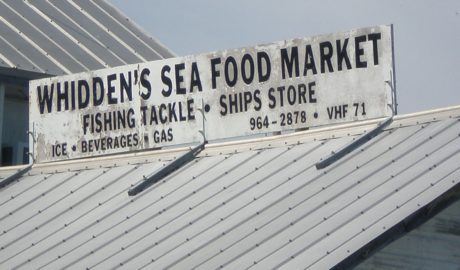 WHIDDEN'S SEA FOOD MARKET
FISHING TACKLE • SHIPS STORE
ICE • BEVERAGES • GAS 964-2878 • VHF 71